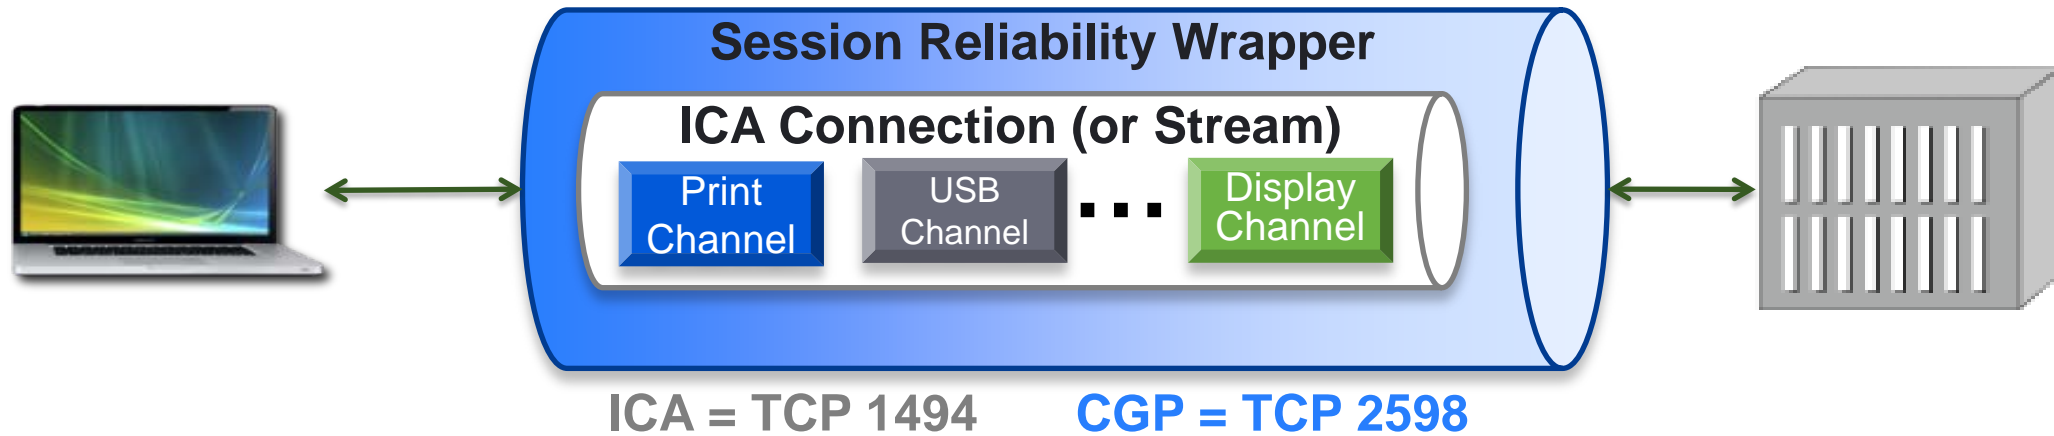 Session Reliability Wrapper
ICA Connection (or Stream)
Print
Channel
USB
Channel
...
Display
Channel
ICA = TCP 1494
CGP = TCP 2598